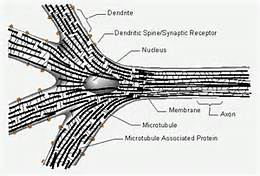 Dendrite
Dendritic Spine/Synaptic Receptor
Nucleus
Membrane
Axon
Microtubule
Microtubule Associated Protein